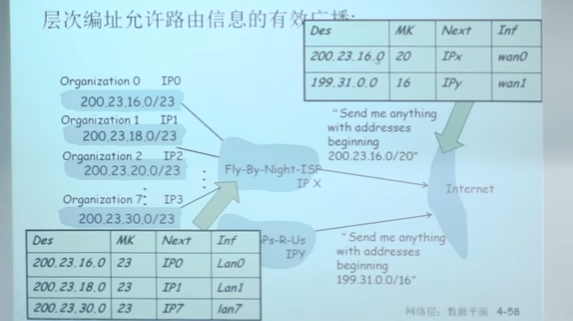 层次编址允许路由信息的有效广播:
Des MK Next Inf
200.23.16.0 20 IPx wan0
199.31.0.0 16 IPy wan1
Organization 0 IP0
200.23.16.0/23
Organization 1 IP1
200.23.18.0/23
Organization 2 IP2
200.23.20.0/23
Organization 7 IP3
200.23.30.0/23
Fly-By-Night-ISP
IP X
"Send me anything
with addresses
beginning
200.23.16.0/20"
Internet
Ps-R-Us
IPY
"Send me anything
with addresses
beginning
199.31.0.0/16"
Des MK Next Inf
200.23.16.0 23 IP0 Lan0
200.23.18.0 23 IP1 Lan1
200.23.30.0 23 IP7 lan7
网络层：数据平面 4-58